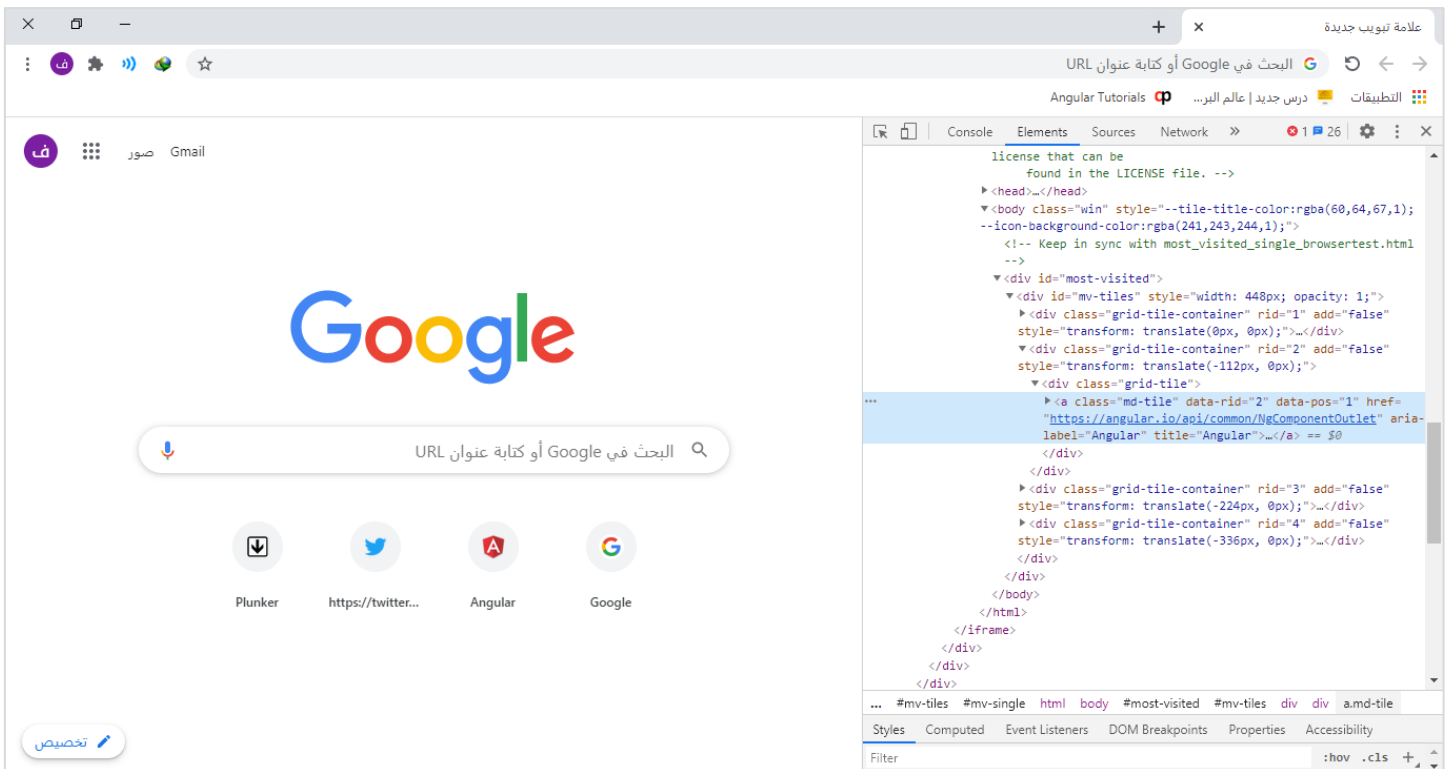 علامة تبويب جديدة
البحث في Google أو كتابة عنوان URL
ف
التطبيقات
درس جديد | عالم البر...
Angular Tutorials
ف
صور
Gmail
Google
البحث في Google أو كتابة عنوان URL
Plunker
https://twitter...
Angular
Google
تخصيص
Console Elements Sources Network » 1 26
license that can be
found in the LICENSE file. -->
<head>…</head>
<body class="win" style="--tile-title-color:rgba(60,64,67,1);
--icon-background-color:rgba(241,243,244,1);">
<!-- Keep in sync with most_visited_single_browsertest.html
-->
<div id="most-visited">
<div id="mv-tiles" style="width: 448px; opacity: 1;">
<div class="grid-tile-container" rid="1" add="false"
style="transform: translate(0px, 0px);">…</div>
<div class="grid-tile-container" rid="2" add="false"
style="transform: translate(-112px, 0px);">
<div class="grid-tile">
<a class="md-tile" data-rid="2" data-pos="1" href=
"https://angular.io/api/common/NgComponentOutlet" aria-
label="Angular" title="Angular">…</a> == $0
</div>
</div>
<div class="grid-tile-container" rid="3" add="false"
style="transform: translate(-224px, 0px);">…</div>
<div class="grid-tile-container" rid="4" add="false"
style="transform: translate(-336px, 0px);">…</div>
</div>
</div>
</body>
</html>
</iframe>
</div>
</div>
</div>
... #mv-tiles #mv-single html body #most-visited #mv-tiles div div a.md-tile
Styles Computed Event Listeners DOM Breakpoints Properties Accessibility
Filter :hov .cls +